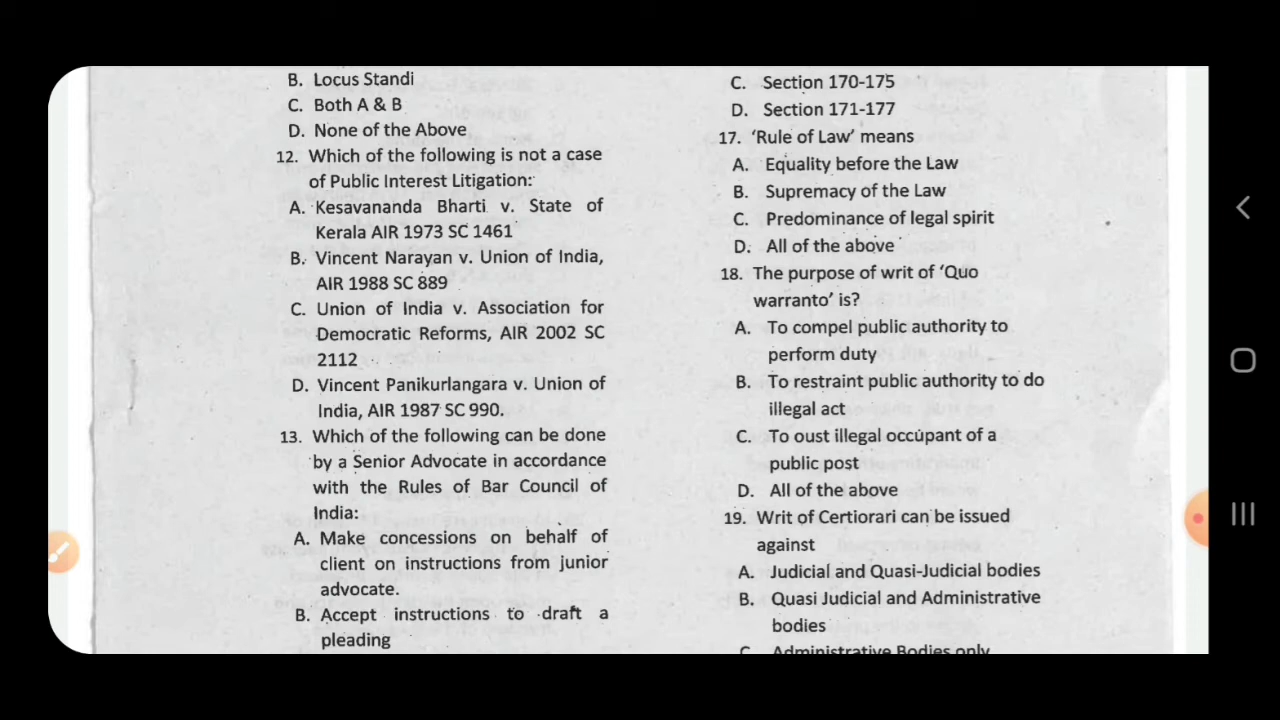 B. Locus Standi
C. Both A & B
D. None of the Above
12. Which of the following is not a case
of Public Interest Litigation:
A. Kesavananda Bharti v. State of
Kerala AIR 1973 SC 1461
B. Vincent Narayan v. Union of India,
AIR 1988 SC 889
C. Union of India v. Association for
Democratic Reforms, AIR 2002 SC
2112
D. Vincent Panikurlangara v. Union of
India, AIR 1987 SC 990.
13. Which of the following can be done
by a Senior Advocate in accordance
with the Rules of Bar Council of
India:
A. Make concessions on behalf of
client on instructions from junior
advocate.
B. Accept instructions to draft a
pleading
C. Section 170-175
D. Section 171-177
17. ‘Rule of Law’ means
A. Equality before the Law
B. Supremacy of the Law
C. Predominance of legal spirit
D. All of the above
18. The purpose of writ of ‘Quo
warranto’ is?
A. To compel public authority to
perform duty
B. To restraint public authority to do
illegal act
C. To oust illegal occupant of a
public post
D. All of the above
19. Writ of Certiorari can be issued
against
A. Judicial and Quasi-Judicial bodies
B. Quasi Judicial and Administrative
bodies
C. Administrative Bodies only